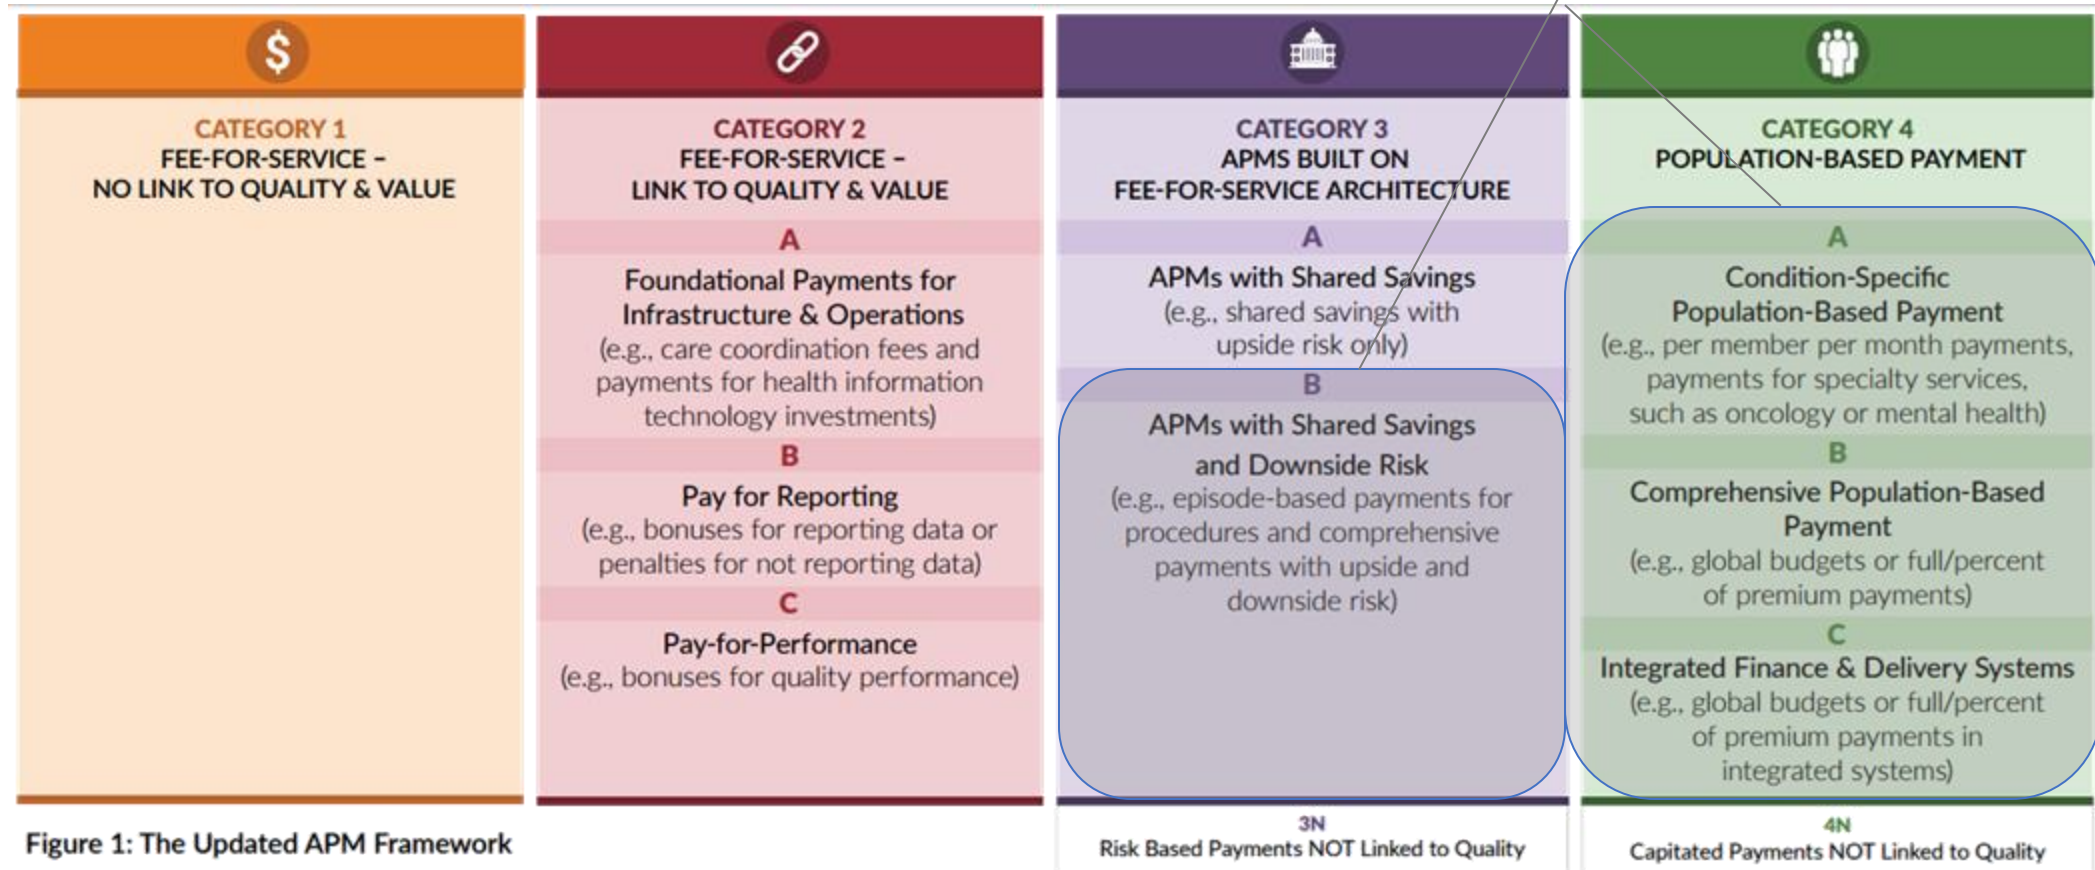 $
CATEGORY 1
FEE-FOR-SERVICE –
NO LINK TO QUALITY & VALUE
CATEGORY 2
FEE-FOR-SERVICE –
LINK TO QUALITY & VALUE
A
Foundational Payments for
Infrastructure & Operations
(e.g., care coordination fees and
payments for health information
technology investments)
B
Pay for Reporting
(e.g., bonuses for reporting data or
penalties for not reporting data)
C
Pay-for-Performance
(e.g., bonuses for quality performance)
CATEGORY 3
APMS BUILT ON
FEE-FOR-SERVICE ARCHITECTURE
A
APMs with Shared Savings
(e.g., shared savings with
upside risk only)
B
APMs with Shared Savings
and Downside Risk
(e.g., episode-based payments for
procedures and comprehensive
payments with upside and
downside risk)
3N
Risk Based Payments NOT Linked to Quality
CATEGORY 4
POPULATION-BASED PAYMENT
A
Condition-Specific
Population-Based Payment
(e.g., per member per month payments,
payments for specialty services,
such as oncology or mental health)
B
Comprehensive Population-Based
Payment
(e.g., global budgets or full/percent
of premium payments)
C
Integrated Finance & Delivery Systems
(e.g., global budgets or full/percent
of premium payments in
integrated systems)
4N
Capitated Payments NOT Linked to Quality
Figure 1: The Updated APM Framework